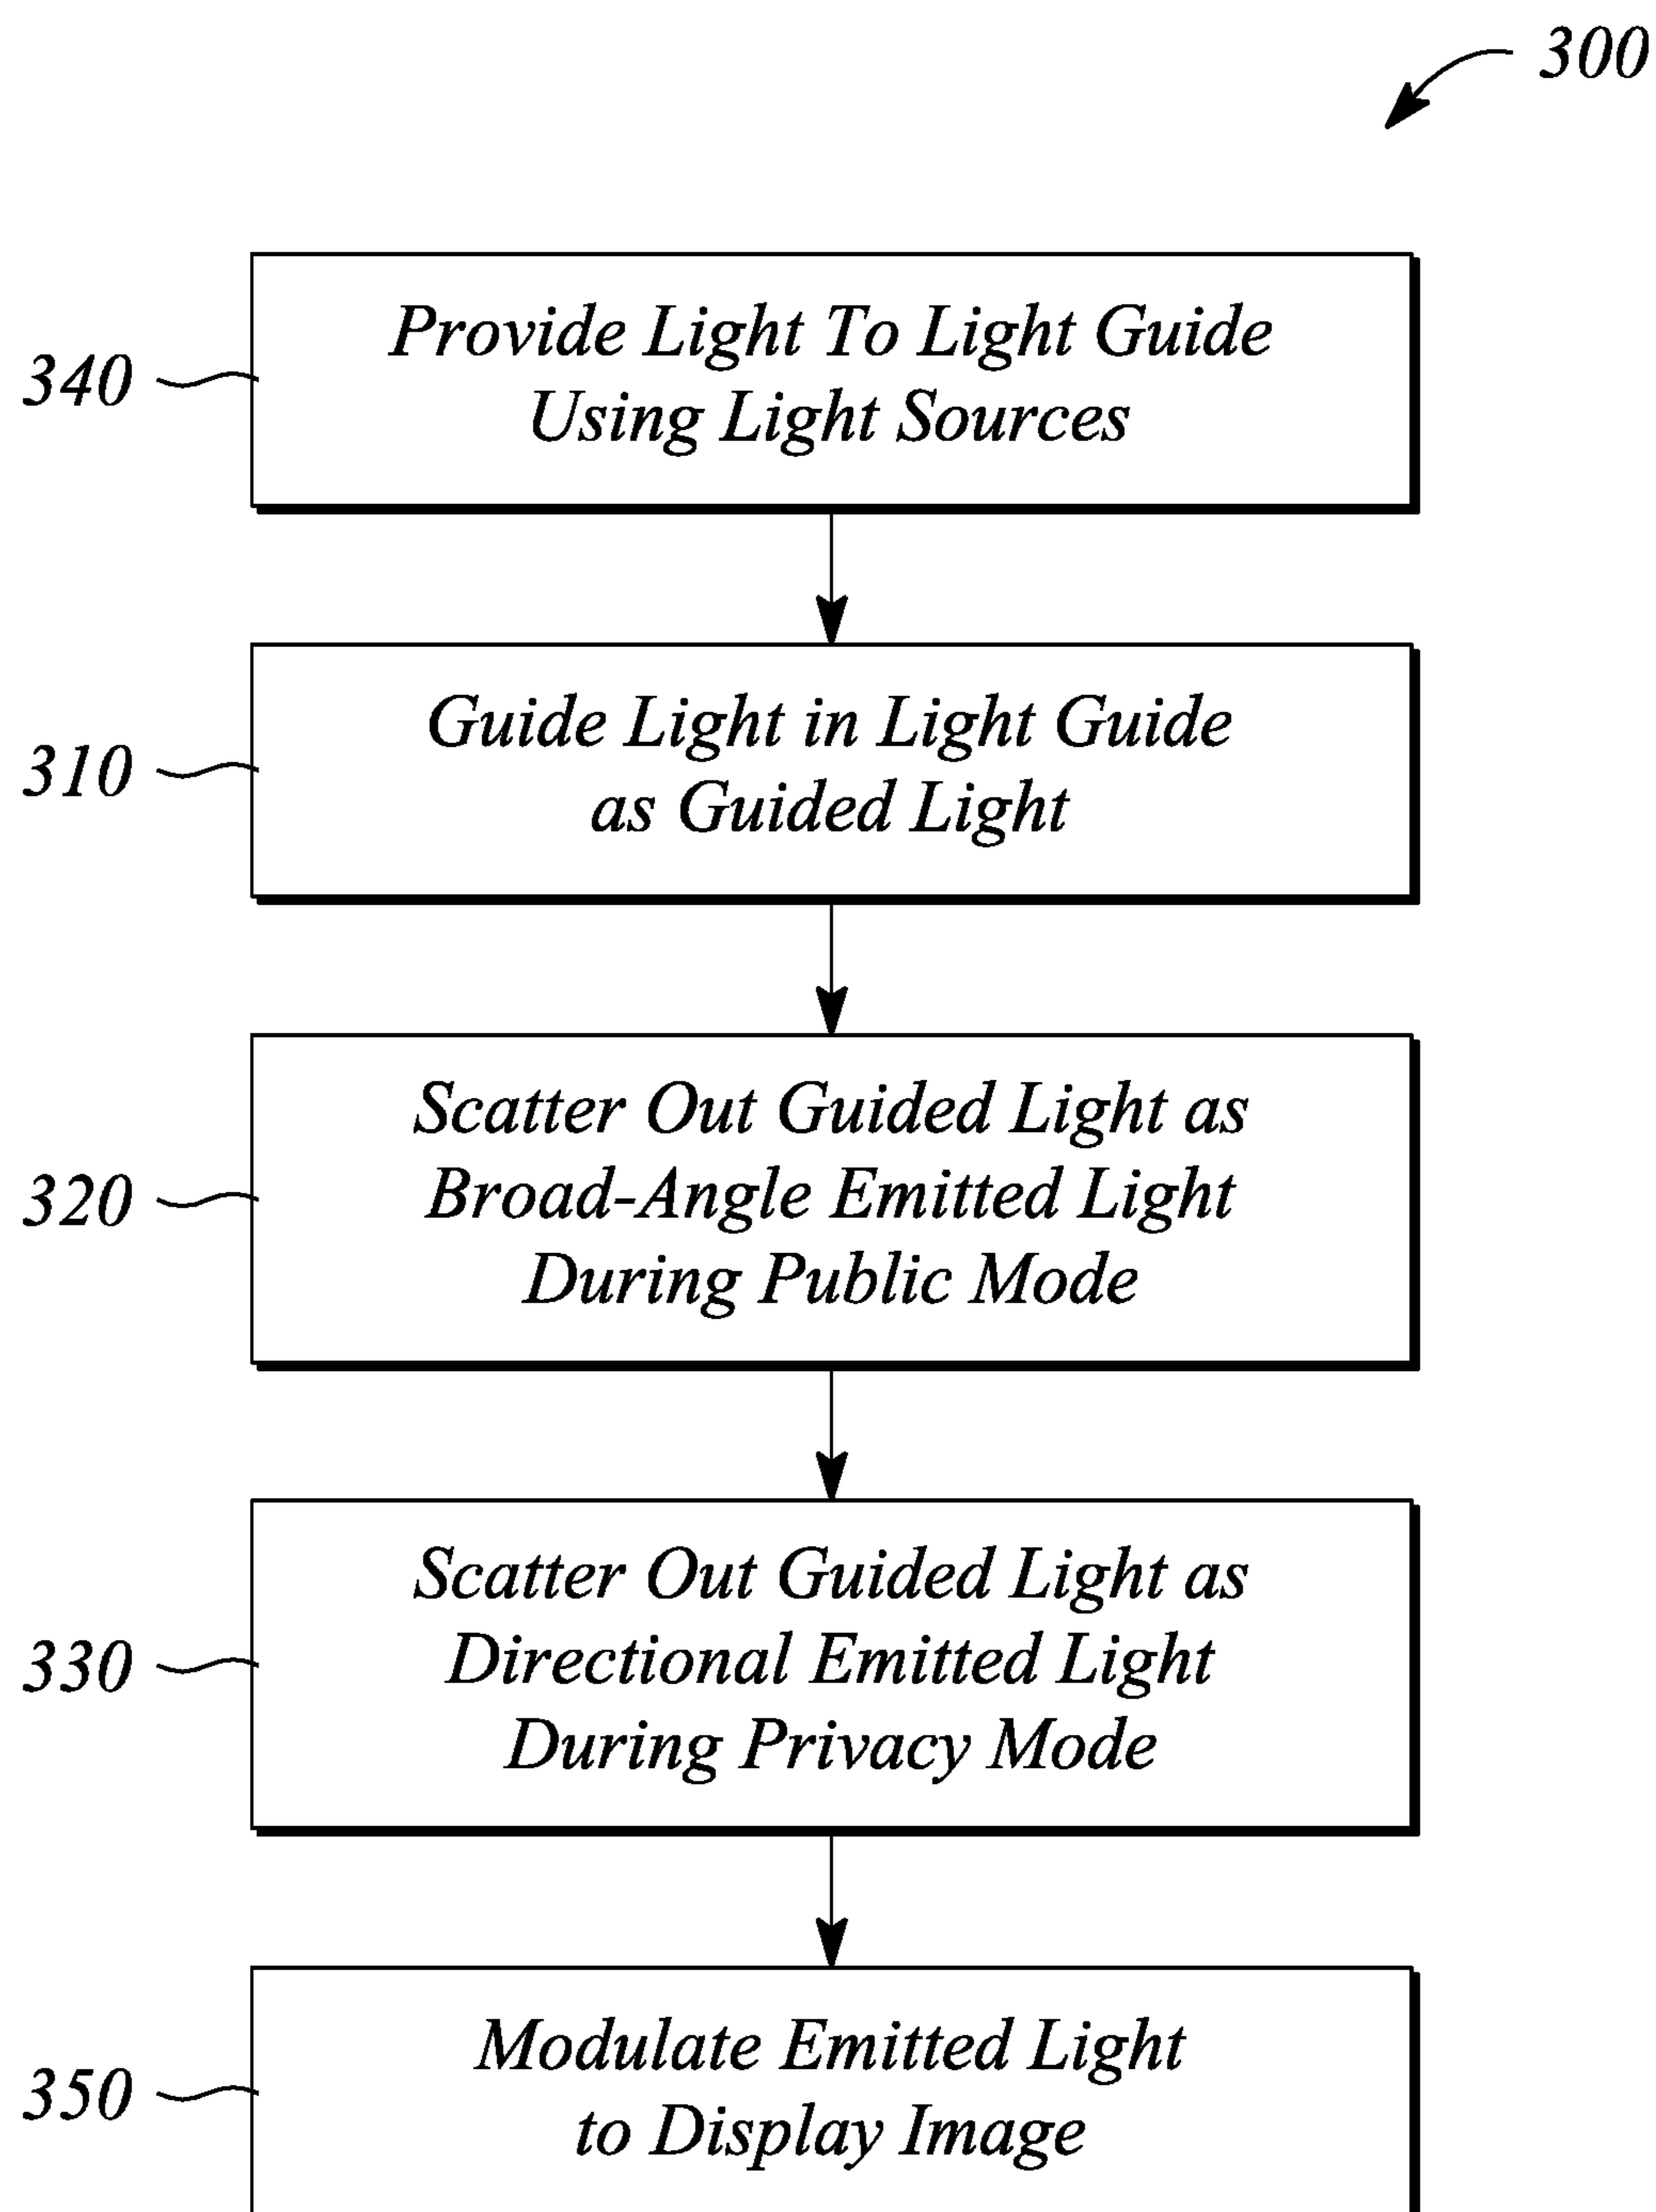 300
340
Provide Light To Light Guide
Using Light Sources
310
Guide Light in Light Guide
as Guided Light
320
Scatter Out Guided Light as
Broad-Angle Emitted Light
During Public Mode
330
Scatter Out Guided Light as
Directional Emitted Light
During Privacy Mode
350
Modulate Emitted Light
to Display Image